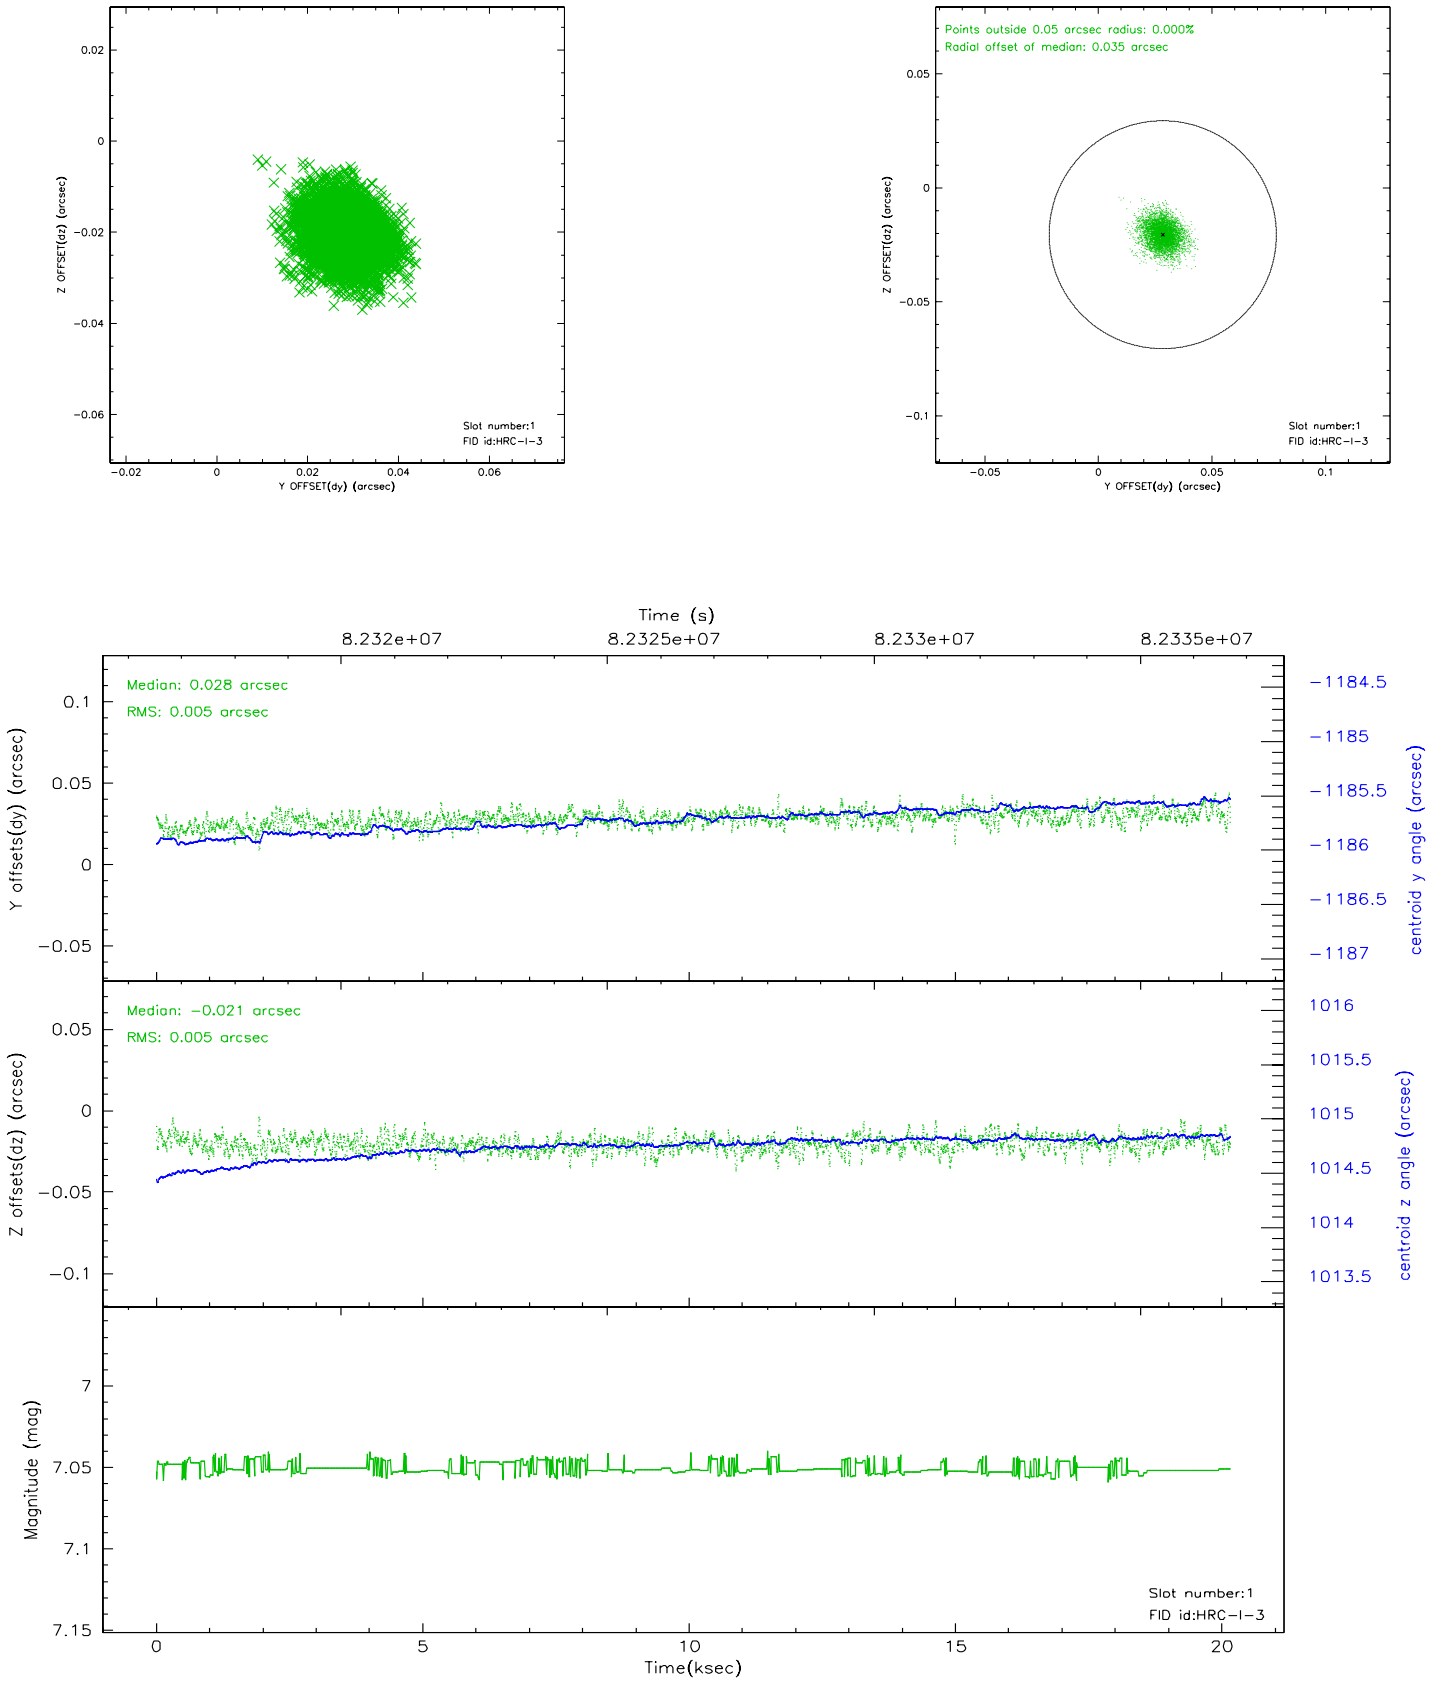 0.02
0
−0.02
−0.04
−0.06
Z OFFSET(dz) (arcsec)
Slot number:1
FID id:HRC−I−3
−0.02 0 0.02 0.04 0.06
Y OFFSET(dy) (arcsec)
Points outside 0.05 arcsec radius: 0.000%
Radial offset of median: 0.035 arcsec
0.05
0
−0.05
−0.1
Z OFFSET(dz) (arcsec)
Slot number:1
FID id:HRC−I−3
−0.05 0 0.05 0.1
Y OFFSET(dy) (arcsec)
Time (s)
8.232e+07 8.2325e+07 8.233e+07 8.2335e+07
Median: 0.028 arcsec
RMS: 0.005 arcsec
0.1
0.05
0
−0.05
Y offsets(dy) (arcsec)
−1184.5
−1185
−1185.5
−1186
−1186.5
−1187
centroid y angle (arcsec)
Median: −0.021 arcsec
RMS: 0.005 arcsec
0.05
0
−0.05
−0.1
Z offsets(dz) (arcsec)
1016
1015.5
1015
1014.5
1014
1013.5
centroid z angle (arcsec)
7
7.05
7.1
7.15
Magnitude (mag)
Slot number:1
FID id:HRC−I−3
0 5 10 15 20
Time(ksec)